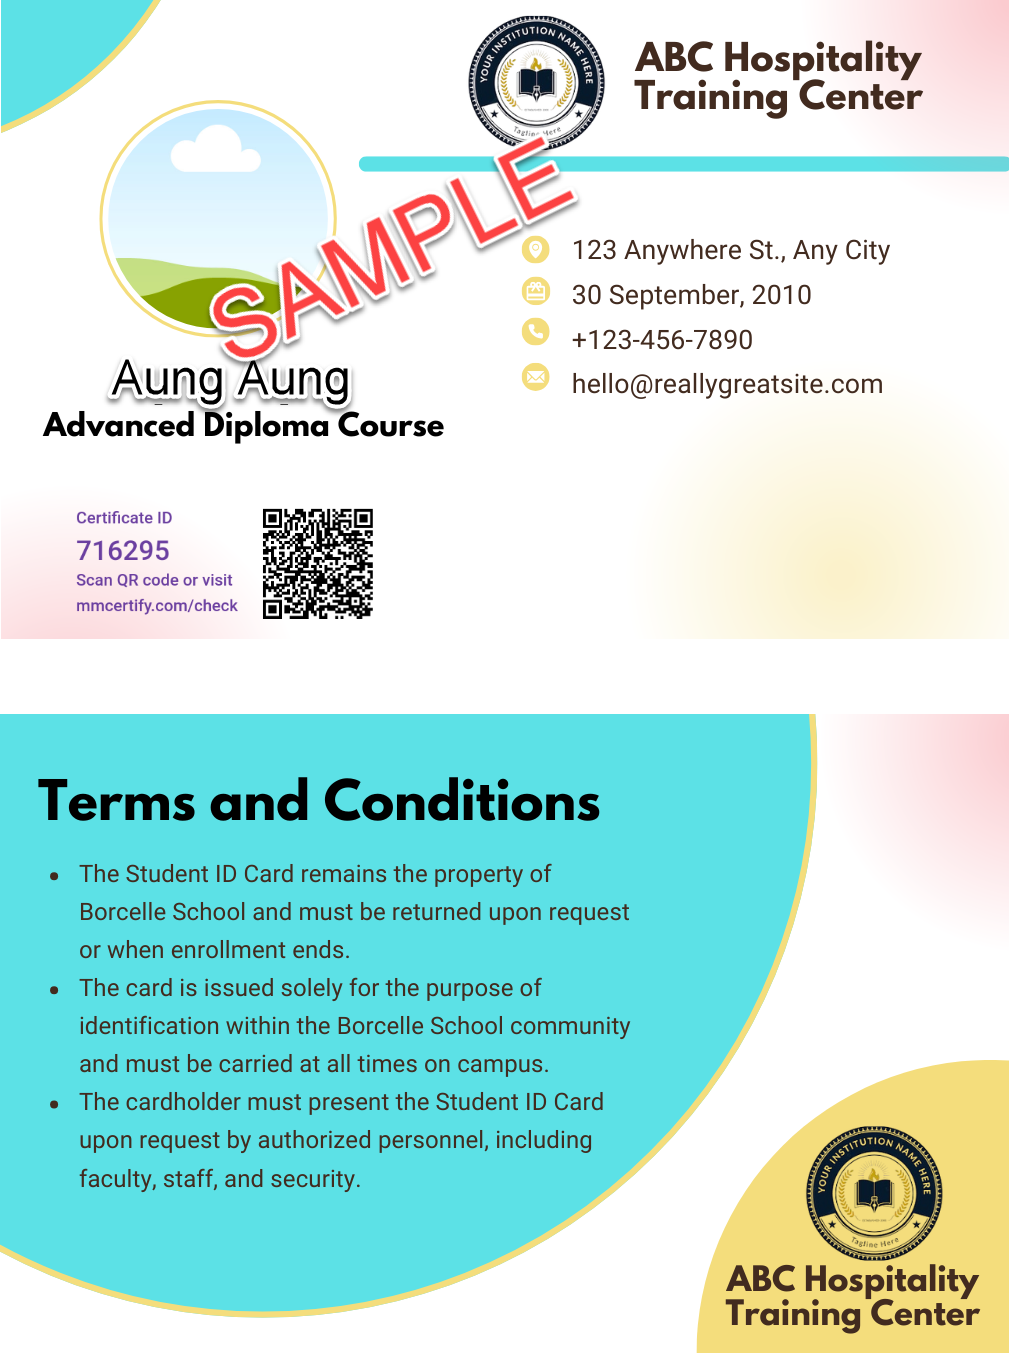 YOUR INSTITUTION NAME HERE
Tagline Here
ABC Hospitality
Training Center
SAMPLE
123 Anywhere St., Any City
30 September, 2010
+123-456-7890
hello@reallygreatsite.com
Aung Aung
Advanced Diploma Course
Certificate ID
716295
Scan QR code or visit
mmcertify.com/check
Terms and Conditions
• The Student ID Card remains the property of
Borcelle School and must be returned upon request
or when enrollment ends.
• The card is issued solely for the purpose of
identification within the Borcelle School community
and must be carried at all times on campus.
• The cardholder must present the Student ID Card
upon request by authorized personnel, including
faculty, staff, and security.
YOUR INSTITUTION NAME HERE
Tagline Here
ABC Hospitality
Training Center